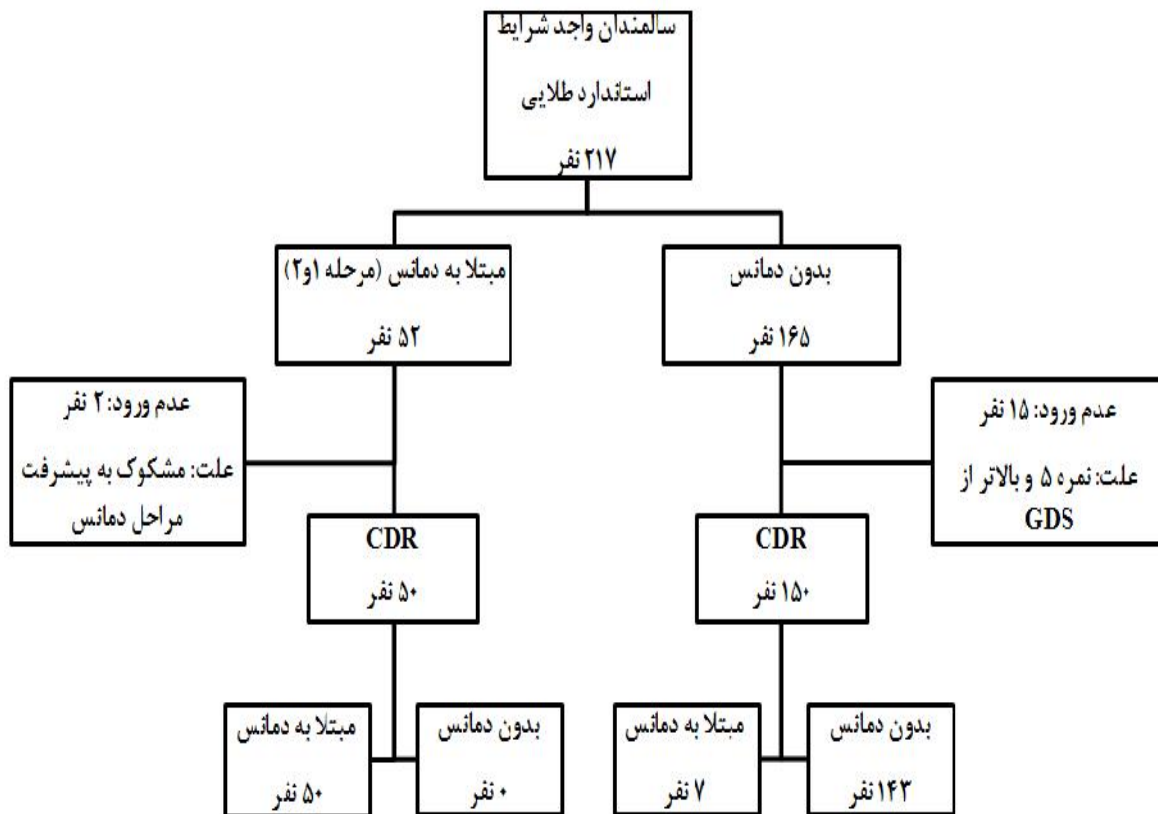 سالمندان واجد شرایط
استاندارد طلایی
۲۱۷ نفر
بدون دمانس
۱۶۵ نفر
مبتلا به دمانس (مرحله ۱و۲)
۵۲ نفر
عدم ورود: ۱۵ نفر
علت: نمره ۵ و بالاتر از
GDS
عدم ورود: ۲ نفر
علت: مشکوک به پیشرفت
مراحل دمانس
CDR
۱۵۰ نفر
CDR
۵۰ نفر
بدون دمانس
۱۴۳ نفر
مبتلا به دمانس
۷ نفر
بدون دمانس
۰ نفر
مبتلا به دمانس
۵۰ نفر